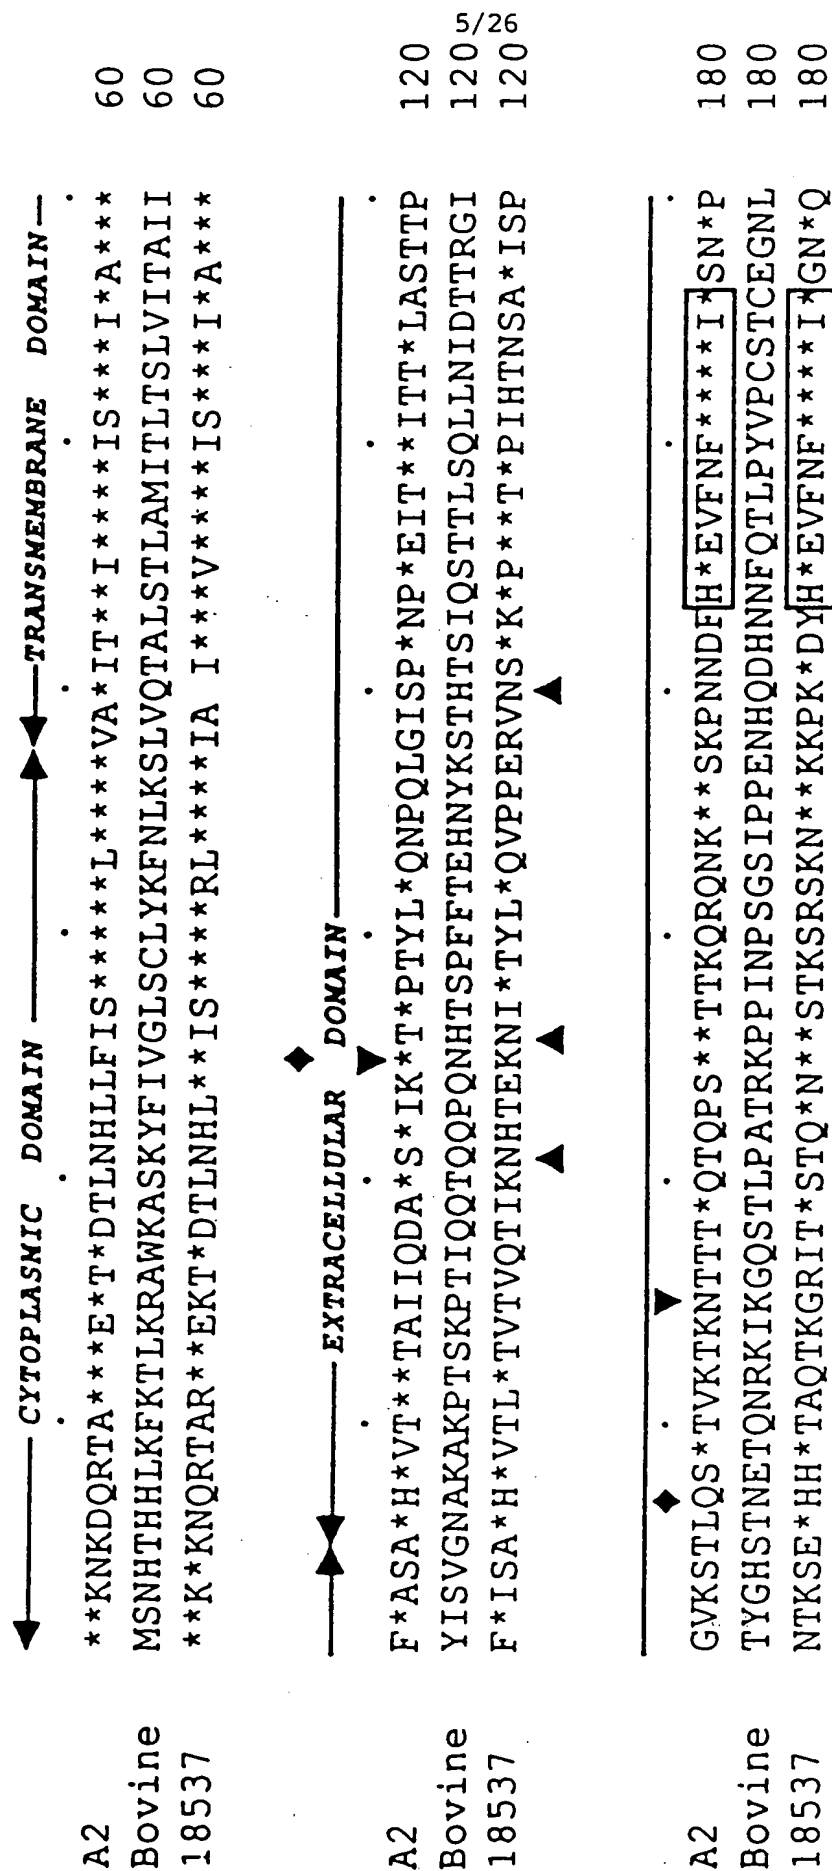 5/26
CYTOPLASMIC DOMAIN TRANSMEMBRANE DOMAIN
A2 **KNKDQRTA***E*T*DTLNHLLFIS*****L****VA*IT**I*****IS***I*A**** 60
Bovine MSNHTHHLKFKTLKRAWKASKYFIVGLSCLYKFNLKSLVQTALSTLAMITLTSLVITAII 60
18537 **K*KNQRTAR**EKT*DTLNHL**IS****RL****IA I***V****IS***I*A*** 60
EXTRACELLULAR DOMAIN
A2 F*ASA*H*VT**TAIIQDA*S*IK*T*PTYL*QNPQLGISP*NP*EIT**ITT*LASTTP 120
Bovine YISVGNAKAKPTSKPTIQQTQQPQNHTSPFFTEHNYKSTHTSIQSTTLSQLLNIDTTRGI 120
18537 F*ISA*H*VTL*TVTVQTIKNHTEKNI*TYL*QVPPERVNS*K*P**T*PIHTNSA*ISP 120
A2 GVKSTLQS*TVKTKNTTT*QTQPS**TTKQRQNK**SKPNNDFH*EVFNF****I*SN*P 180
Bovine TYGHSTNETQNRKIKGQSTLPATRKPPINPSGSIPPENHQDHNNFQTLPYVPCSTCEGNL 180
18537 NTKSE*HH*TAQTKGRIT*STQ*N**STKSRSKN**KKPK*DYH*EVFNF****I*GN*Q 180